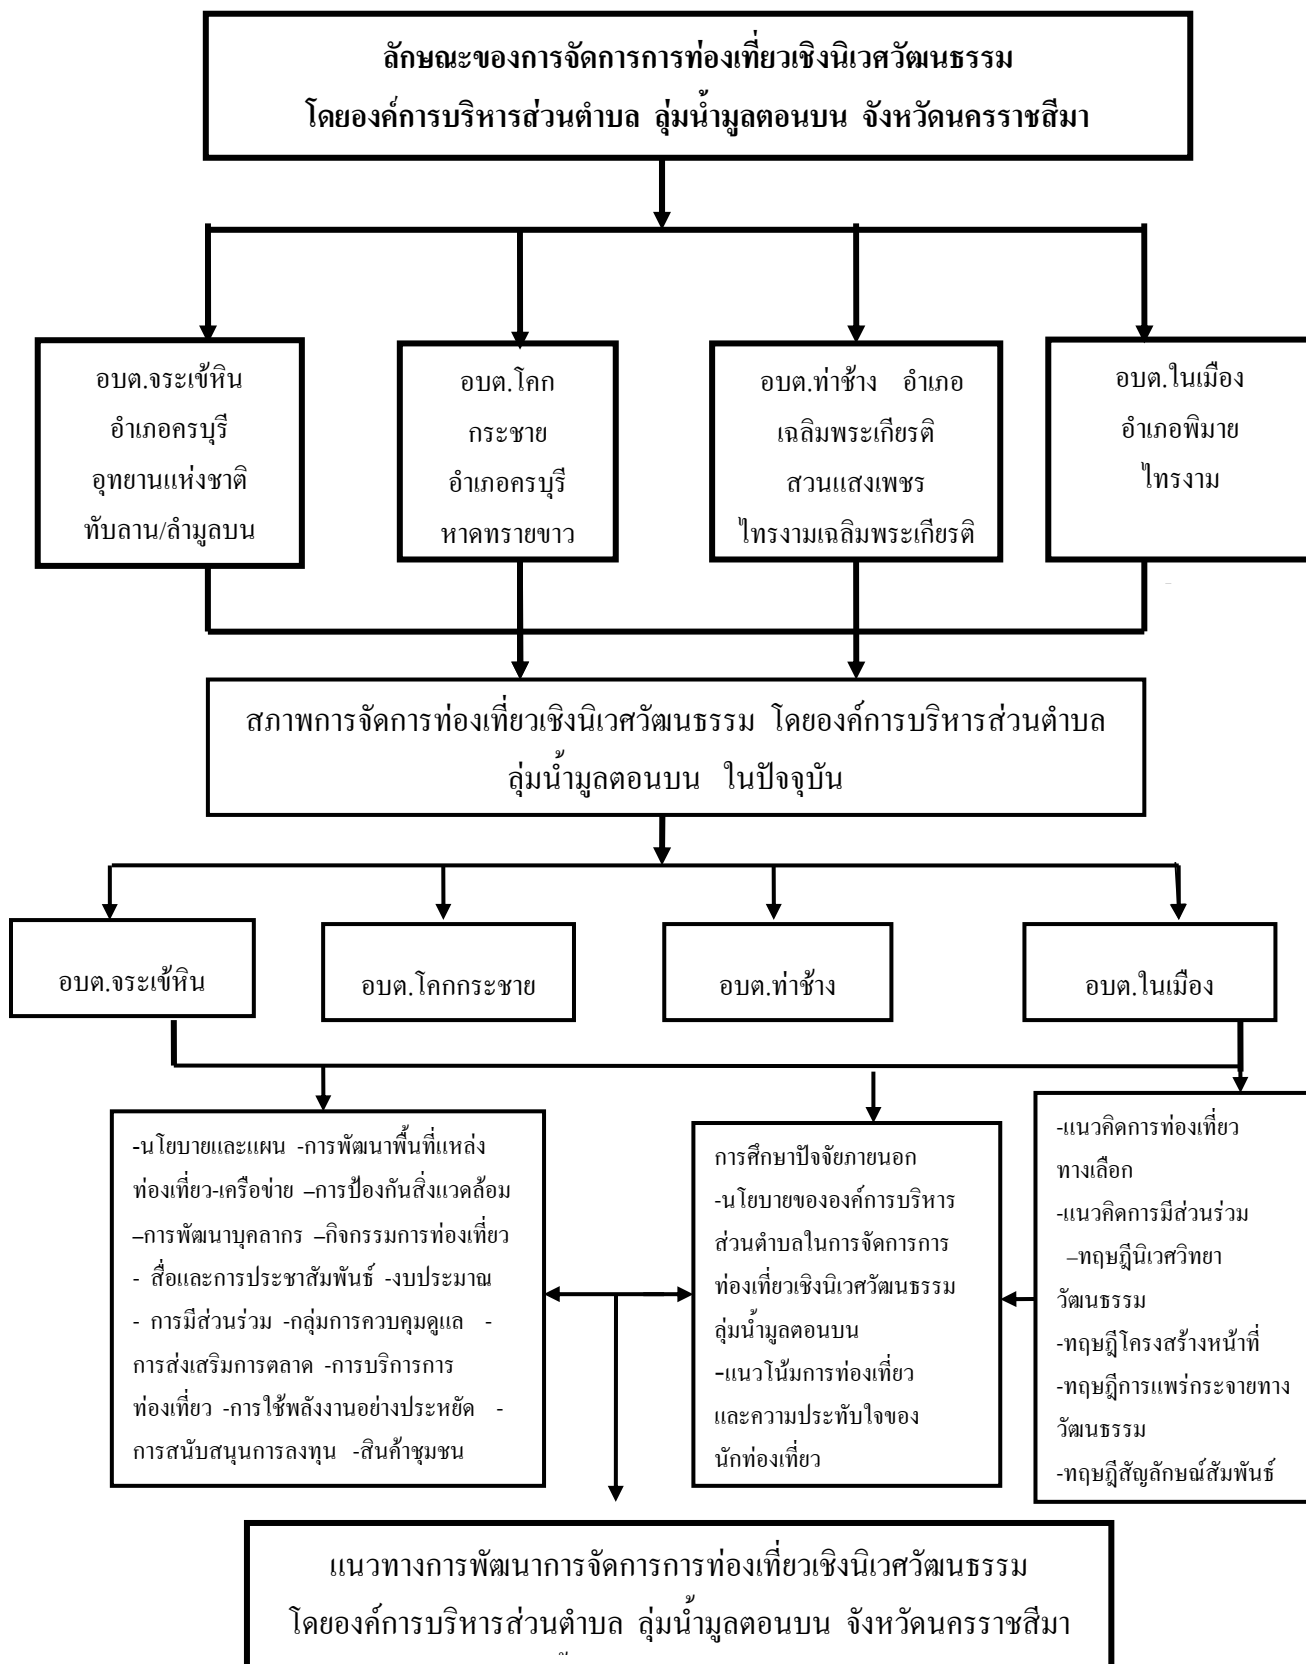 ลักษณะของการจัดการการท่องเที่ยวเชิงนิเวศวัฒนธรรม
โดยองค์การบริหารส่วนตำบล ลุ่มน้ำมูลตอนบน จังหวัดนครราชสีมา
อบต.จระเข้หิน
อำเภอครบุรี
อุทยานแห่งชาติ
ทับลาน/ลำมูลบน
อบต.โคก
กระชาย
อำเภอครบุรี
หาดทรายขาว
อบต.ท่าช้าง อำเภอ
เฉลิมพระเกียรติ
สวนแสงเพชร
ไทรงามเฉลิมพระเกียรติ
อบต.ในเมือง
อำเภอพิมาย
ไทรงาม
สภาพการจัดการท่องเที่ยวเชิงนิเวศวัฒนธรรม โดยองค์การบริหารส่วนตำบล
ลุ่มน้ำมูลตอนบน ในปัจจุบัน
อบต.จระเข้หิน
อบต.โคกกระชาย
อบต.ท่าช้าง
อบต.ในเมือง
-นโยบายและแผน -การพัฒนาพื้นที่แหล่ง
ท่องเที่ยว-เครือข่าย –การป้องกันสิ่งแวดล้อม
–การพัฒนาบุคลากร –กิจกรรมการท่องเที่ยว
- สื่อและการประชาสัมพันธ์ -งบประมาณ
- การมีส่วนร่วม -กลุ่มการควบคุมดูแล -
การส่งเสริมการตลาด -การบริการการ
ท่องเที่ยว -การใช้พลังงานอย่างประหยัด -
การสนับสนุนการลงทุน -สินค้าชุมชน
การศึกษาปัจจัยภายนอก
-นโยบายขององค์การบริหาร
ส่วนตำบลในการจัดการการ
ท่องเที่ยวเชิงนิเวศวัฒนธรรม
ลุ่มน้ำมูลตอนบน
-แนวโน้มการท่องเที่ยว
และความประทับใจของ
นักท่องเที่ยว
-แนวคิดการท่องเที่ยว
ทางเลือก
-แนวคิดการมีส่วนร่วม
–ทฤษฎีนิเวศวิทยา
วัฒนธรรม
-ทฤษฎีโครงสร้างหน้าที่
-ทฤษฎีการแพร่กระจายทาง
วัฒนธรรม
-ทฤษฎีสัญลักษณ์สัมพันธ์
แนวทางการพัฒนาการจัดการการท่องเที่ยวเชิงนิเวศวัฒนธรรม
โดยองค์การบริหารส่วนตำบล ลุ่มน้ำมูลตอนบน จังหวัดนครราชสีมา